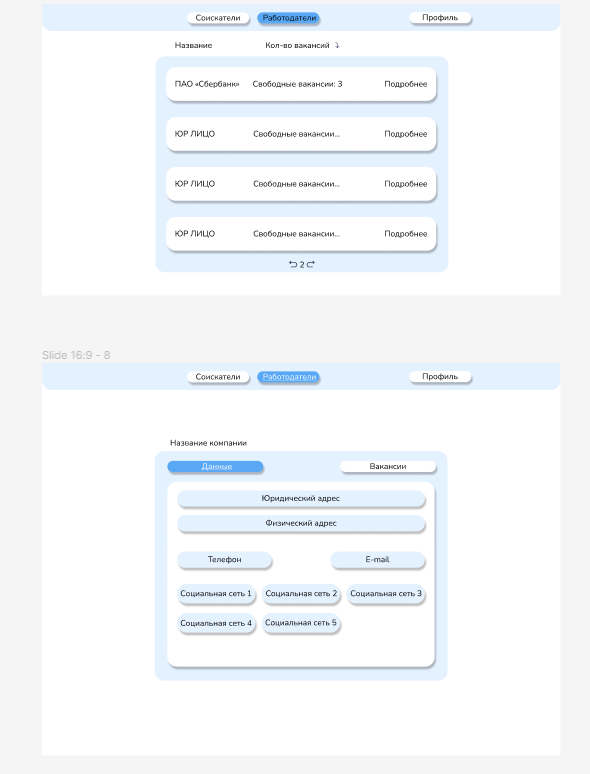 Соискатели Работодатели Профиль
Название Кол-во вакансий
ПАО «Сбербанк» Свободные вакансии: 3 Подробнее
ЮР ЛИЦО Свободные вакансии... Подробнее
ЮР ЛИЦО Свободные вакансии... Подробнее
ЮР ЛИЦО Свободные вакансии... Подробнее
2
Slide 16:9 - 8
Соискатели Работодатели Профиль
Название компании
Данные Вакансии
Юридический адрес
Физический адрес
Телефон E-mail
Социальная сеть 1 Социальная сеть 2 Социальная сеть 3
Социальная сеть 4 Социальная сеть 5